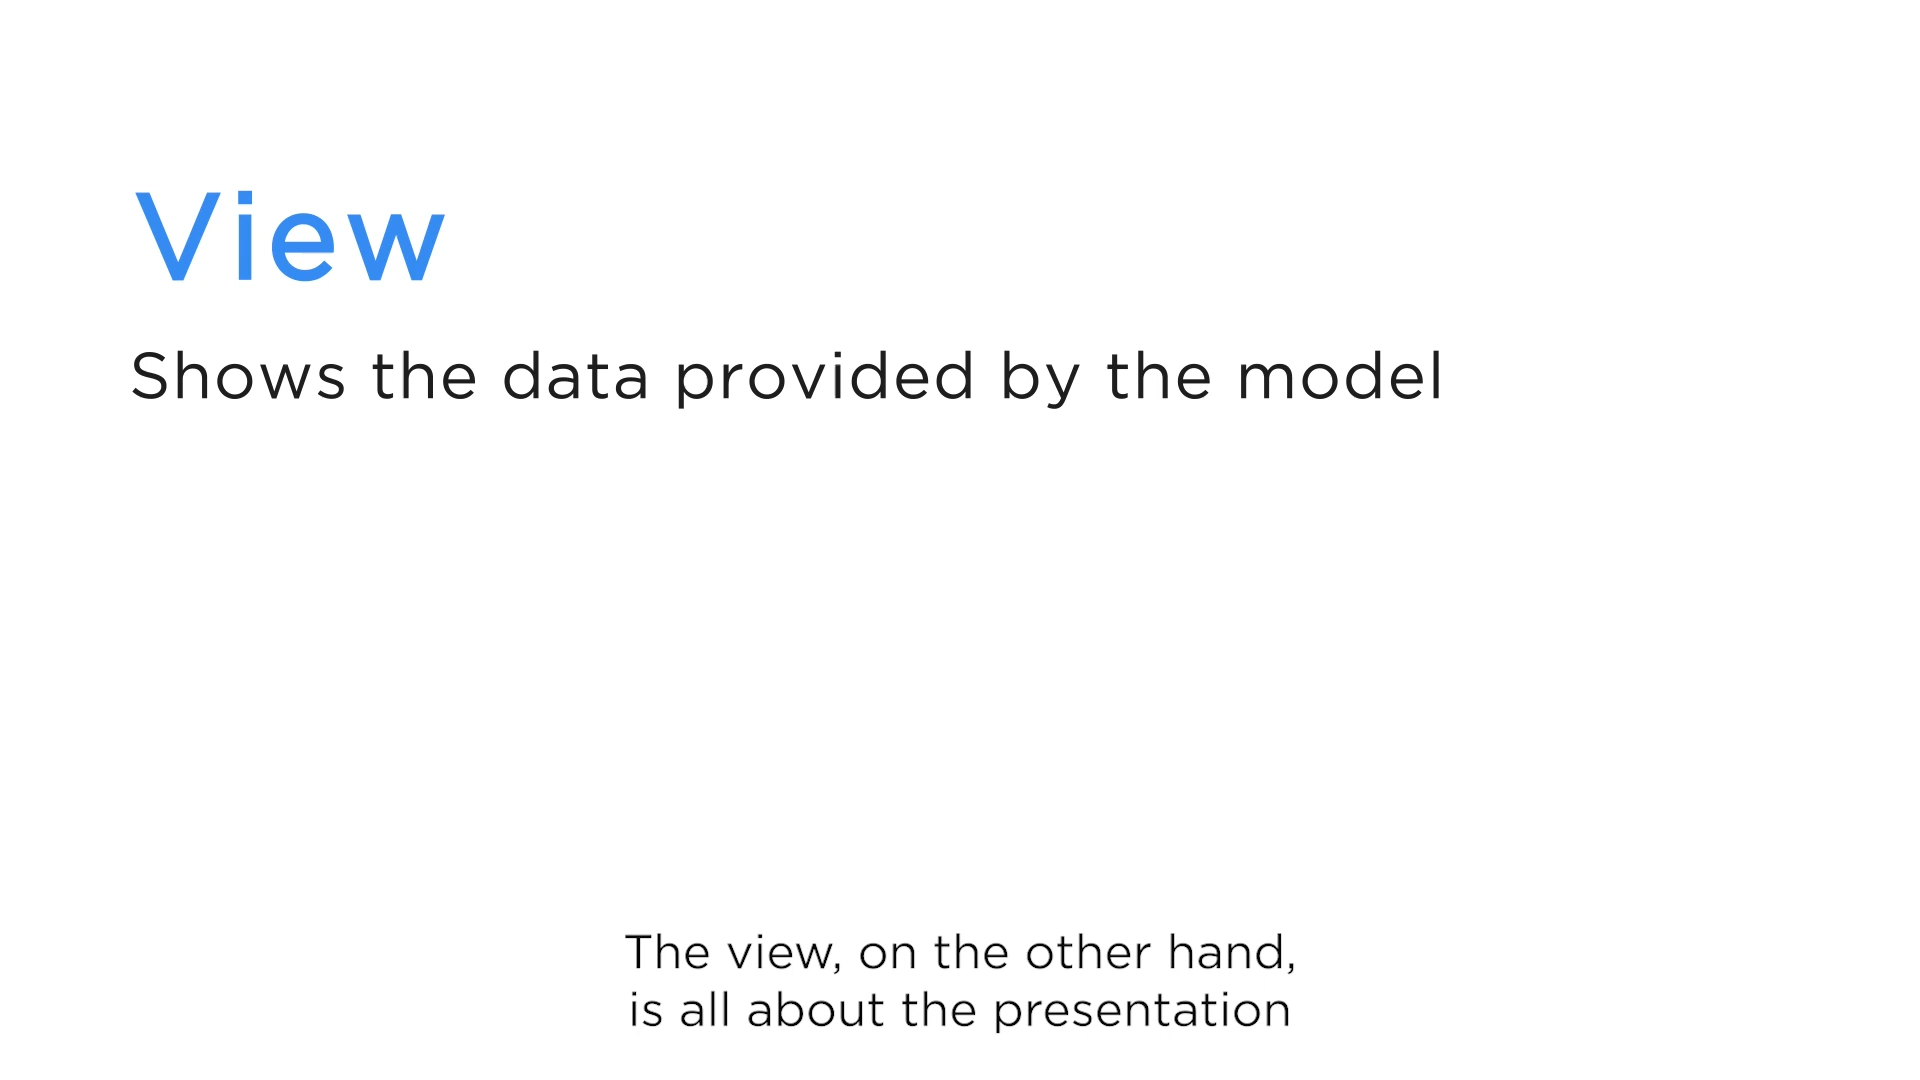 View
Shows the data provided by the model
The view, on the other hand,
is all about the presentation